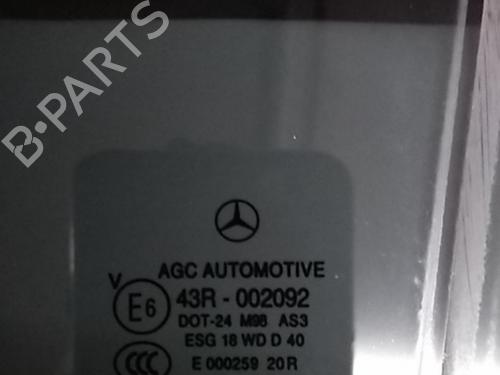 B-PARTS
AGC AUTOMOTIVE
V
E6 43R - 002092
DOT-24 M98 AS3
ESG 18 WD D 40
CCC E 000259 20R